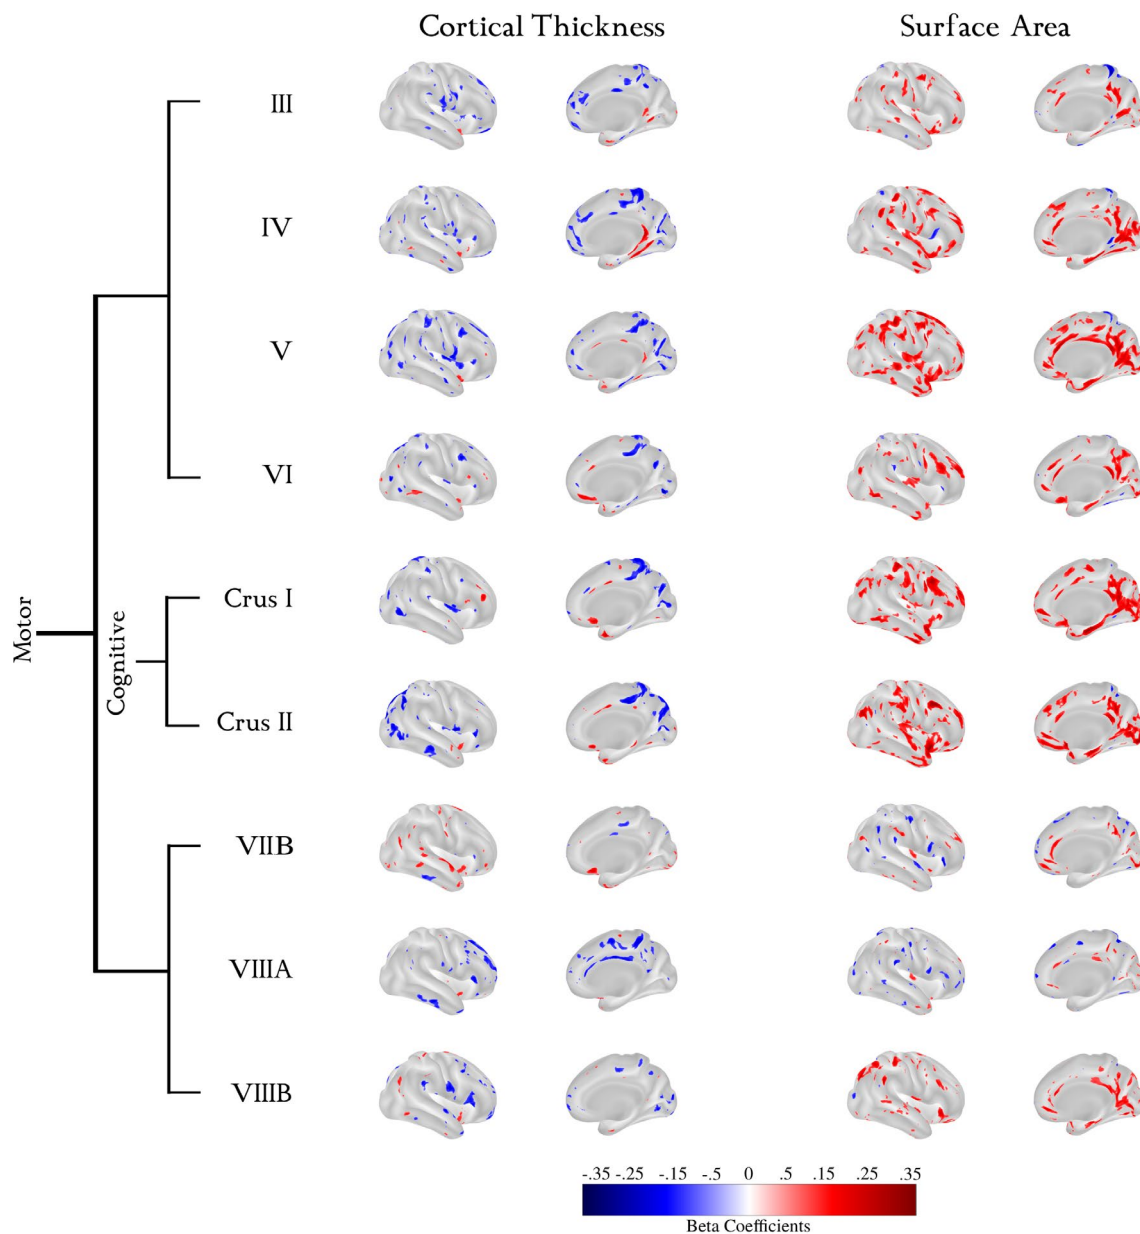 Cortical Thickness Surface Area
III
IV
V
VI
Motor
Cognitive
Crus I
Crus II
VIIB
VIIIA
VIIIB
-.35 -.25 -.15 -.5 0 .5 .15 .25 .35
Beta Coefficients